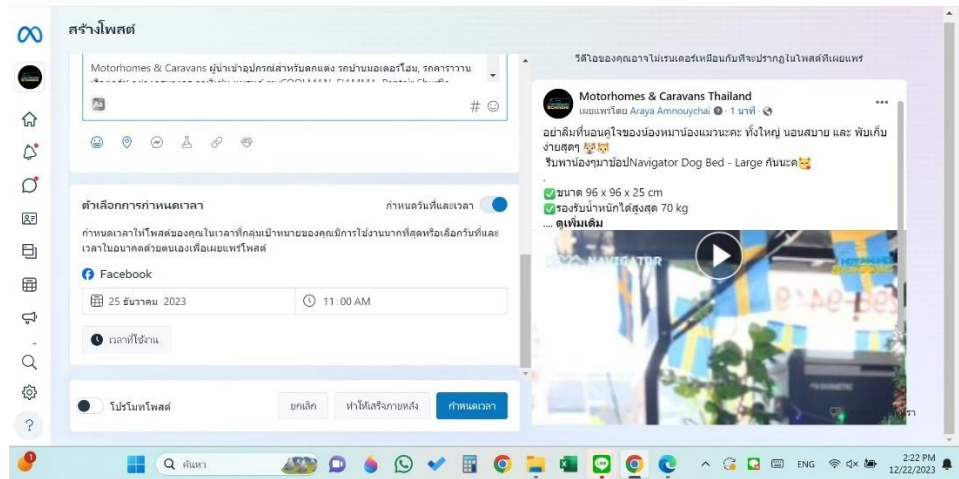 สร้างโพสต์
Motorhomes & Caravans ผู้นำเข้าอุปกรณ์สำหรับตกแต่ง รถบ้านมอเตอร์โฮม, รถคาราวาน
#
ตัวเลือกการกำหนดเวลา
กำหนดวันที่และเวลา
กำหนดเวลาให้โพสต์ของคุณในเวลาที่กลุ่มเป้าหมายของคุณมีการใช้งานมากที่สุดหรือเลือกวันที่และ
เวลาในอนาคตด้วยตนเองเพื่อเผยแพร่โพสต์
Facebook
25 ธันวาคม 2023
11:00 AM
เวลาที่ใช้งาน
โปรโมทโพสต์
ยกเลิก
ทำให้เสร็จภายหลัง
กำหนดเวลา
วิดีโอของคุณอาจไม่เรนเดอร์เหมือนกับที่จะปรากฏในโพสต์ที่เผยแพร่
Motorhomes & Caravans Thailand
เผยแพร่โดย Araya Amnouychai · 1 นาที ·
อย่าลืมที่นอนคู่ใจของน้องหมาน้องแมวนะคะ ทั้งใหญ่ นอนสบาย และ พับเก็บ
ง่ายสุดๆ 🐶🐱
รีบพาน้องๆมาช้อปNavigator Dog Bed - Large กันนะค🥰
.
✅ขนาด 96 x 96 x 25 cm
✅รองรับน้ำหนักได้สูงสุด 70 kg
.... ดูเพิ่มเติม
NAVIGATOR
DOMETIC
ค้นหา
ENG
2:22 PM
12/22/2023